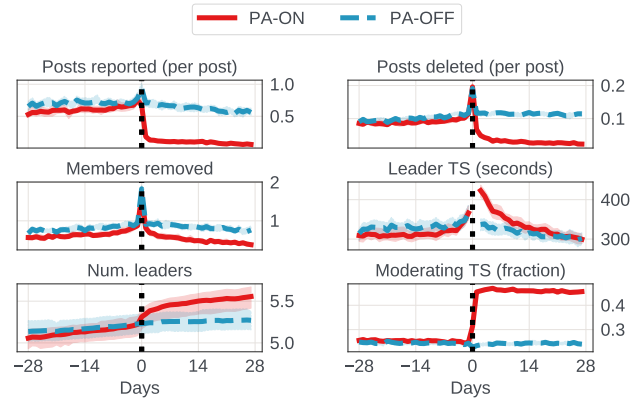 PA-ON PA-OFF
Posts reported (per post) Posts deleted (per post)
1.0 0.2
0.5 0.1
Members removed Leader TS (seconds)
2 400
1 300
Num. leaders Moderating TS (fraction)
5.5 0.4
5.0 0.3
−28 −14 0 14 28 −28 −14 0 14 28
Days Days